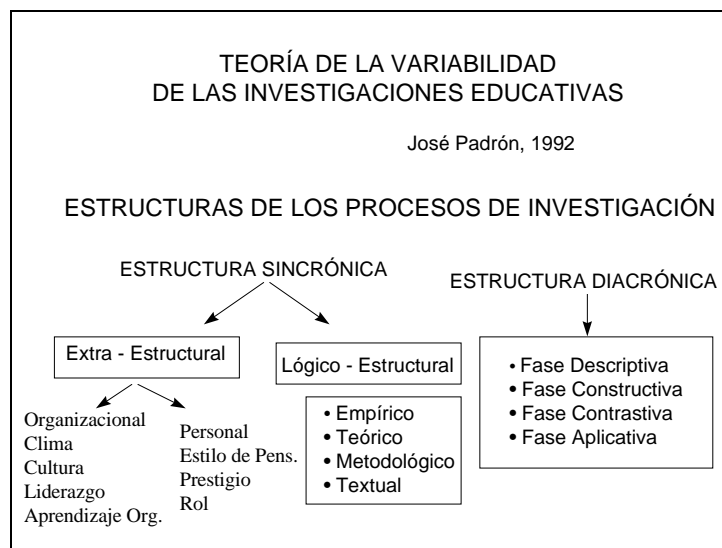 TEORÍA DE LA VARIABILIDAD
DE LAS INVESTIGACIONES EDUCATIVAS
José Padrón, 1992
ESTRUCTURAS DE LOS PROCESOS DE INVESTIGACIÓN
ESTRUCTURA SINCRÓNICA
ESTRUCTURA DIACRÓNICA
Extra - Estructural
Lógico - Estructural
Organizacional
Clima
Cultura
Liderazgo
Aprendizaje Org.
Personal
Estilo de Pens.
Prestigio
Rol
• Empírico
• Teórico
• Metodológico
• Textual
• Fase Descriptiva
• Fase Constructiva
• Fase Contrastiva
• Fase Aplicativa